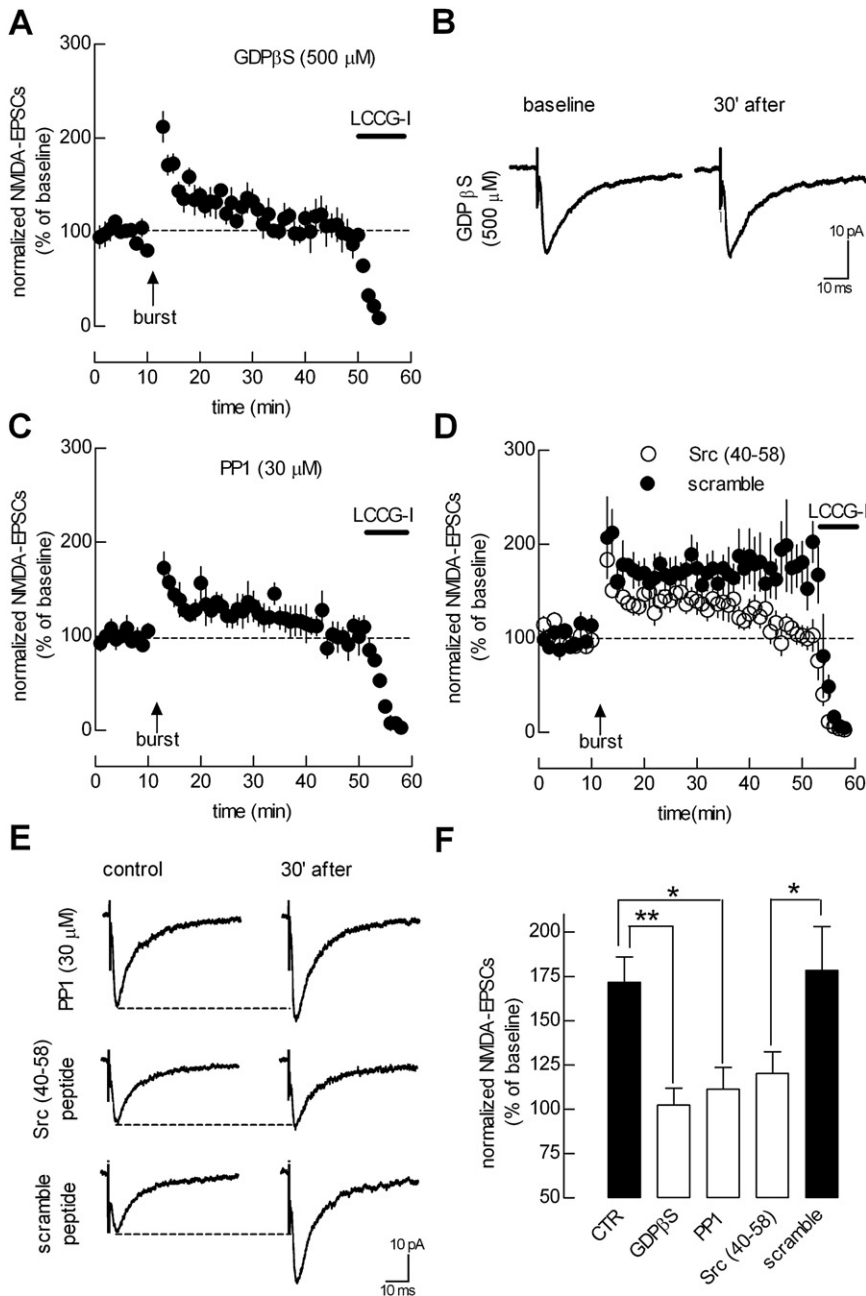 A
300
200
100
0
normalized NMDA-EPSCs
(% of baseline)
GDPβS (500 μM)
LCCG-I
burst
0 10 20 30 40 50 60
time (min)
B
baseline 30' after
GDP βS
(500 μM)
10 pA
10 ms
C
300
200
100
0
normalized NMDA-EPSCs
(% of baseline)
PP1 (30 μM)
LCCG-I
burst
0 10 20 30 40 50 60
time (min)
D
300
200
100
0
normalized NMDA-EPSCs
(% of baseline)
Src (40-58)
scramble
LCCG-I
burst
0 10 20 30 40 50 60
time(min)
E
control 30' after
PP1 (30 μM)
Src (40-58)
peptide
scramble
peptide
10 pA
10 ms
F
* *
**
200
175
150
125
100
75
50
normalized NMDA-EPSCs
(% of baseline)
CTR
GDPβS
PP1
Src (40-58)
scramble